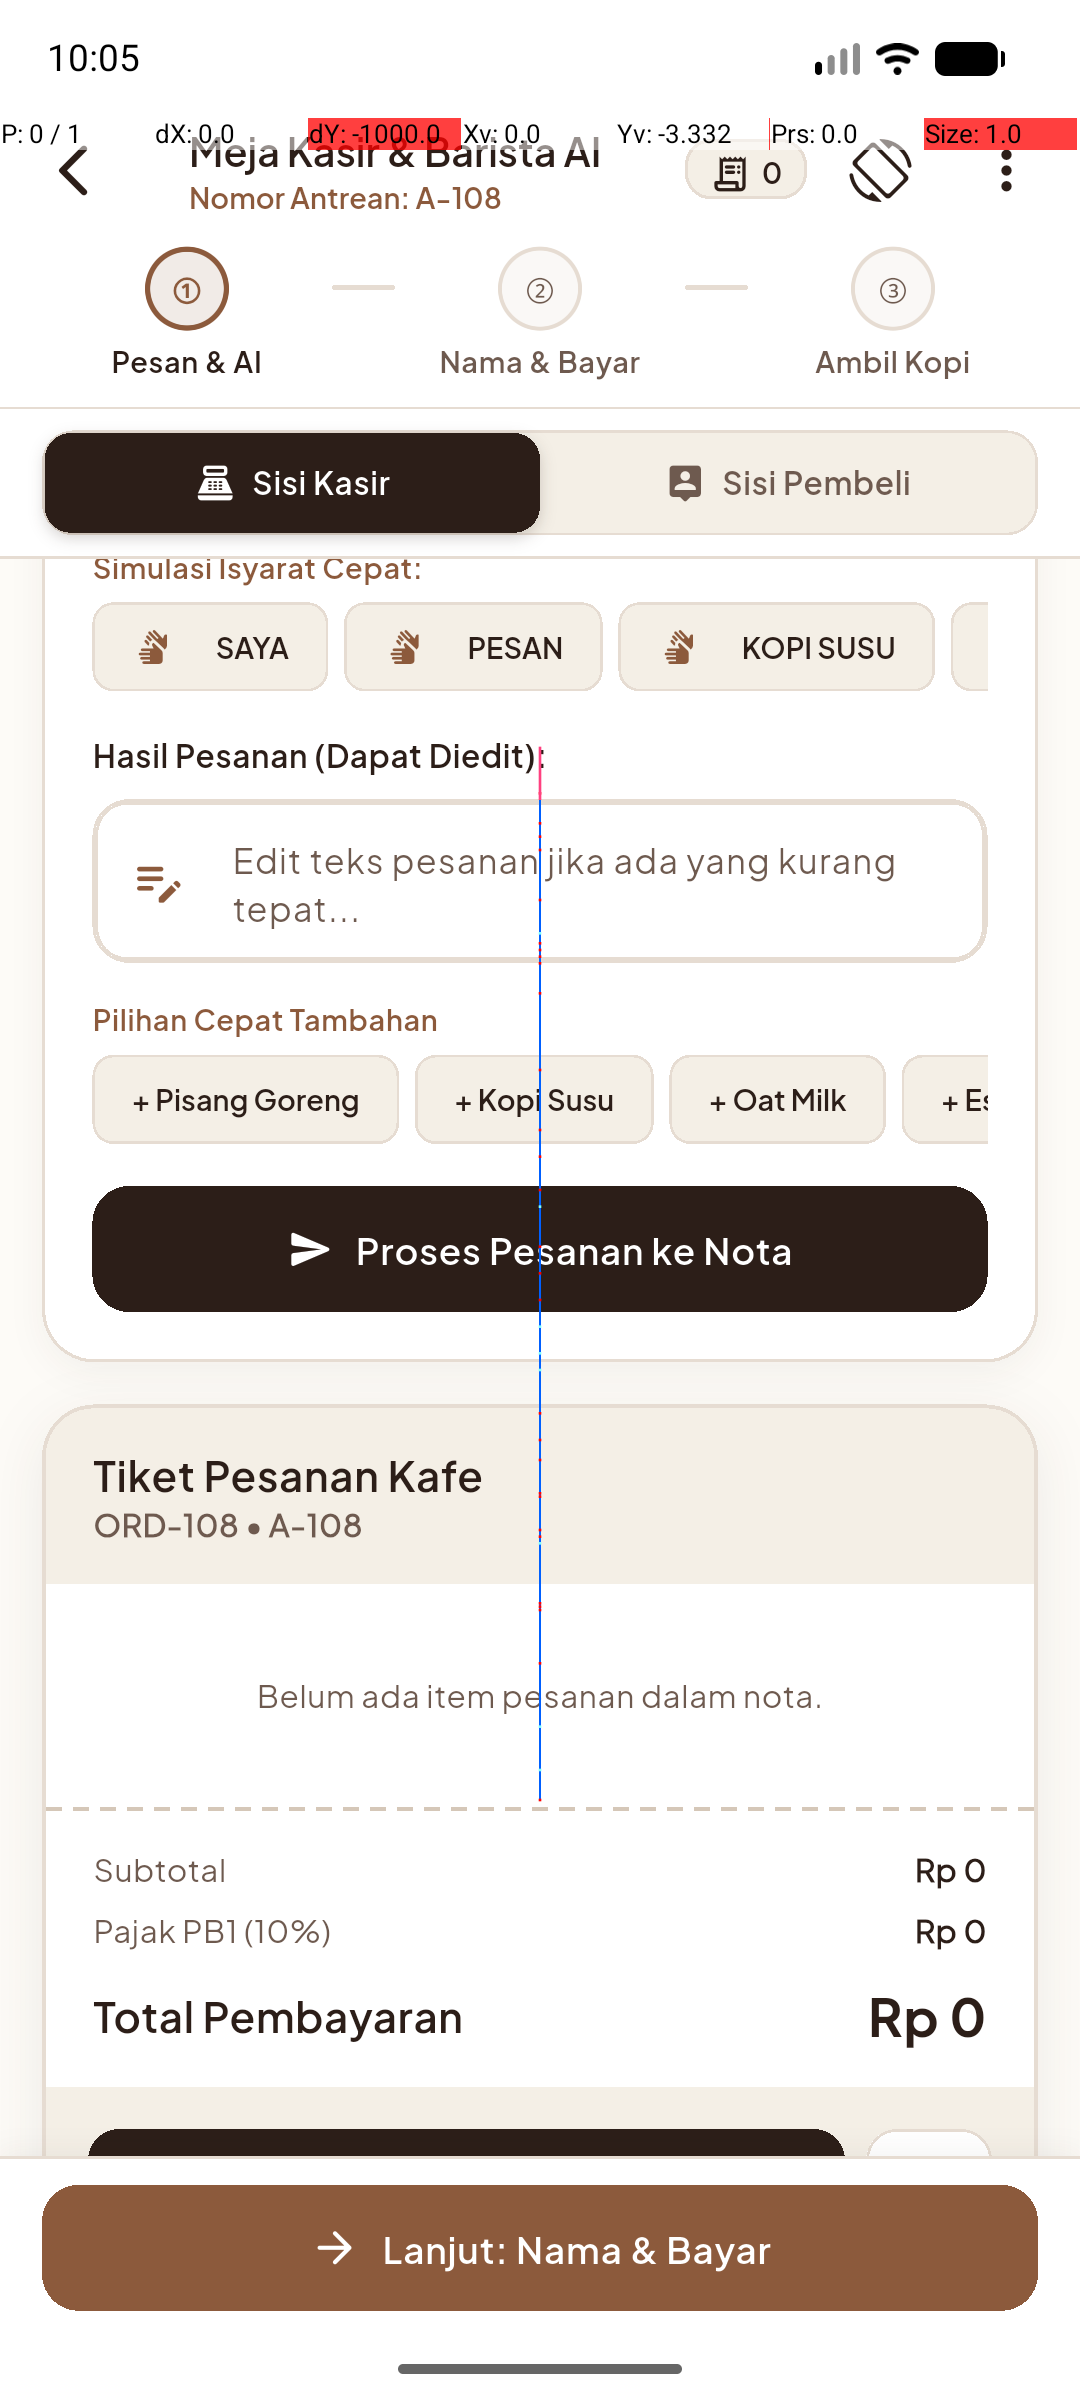 10:05
P: 0 / 1
dX: 0.0
dY: -1000.0
Xv: 0.0
Yv: -3.332
Prs: 0.0
Size: 1.0
Meja Kasir & Barista AI
Nomor Antrean: A-108
0
① ② ③
Pesan & AI
Nama & Bayar
Ambil Kopi
Sisi Kasir
Sisi Pembeli
Simulasi Isyarat Cepat:
SAYA
PESAN
KOPI SUSU
Hasil Pesanan (Dapat Diedit):
Edit teks pesanan jika ada yang kurang
tepat...
Pilihan Cepat Tambahan
+ Pisang Goreng
+ Kopi Susu
+ Oat Milk
+ Es
Proses Pesanan ke Nota
Tiket Pesanan Kafe
ORD-108 • A-108
Belum ada item pesanan dalam nota.
Subtotal
Rp 0
Pajak PB1 (10%)
Rp 0
Total Pembayaran
Rp 0
Lanjut: Nama & Bayar